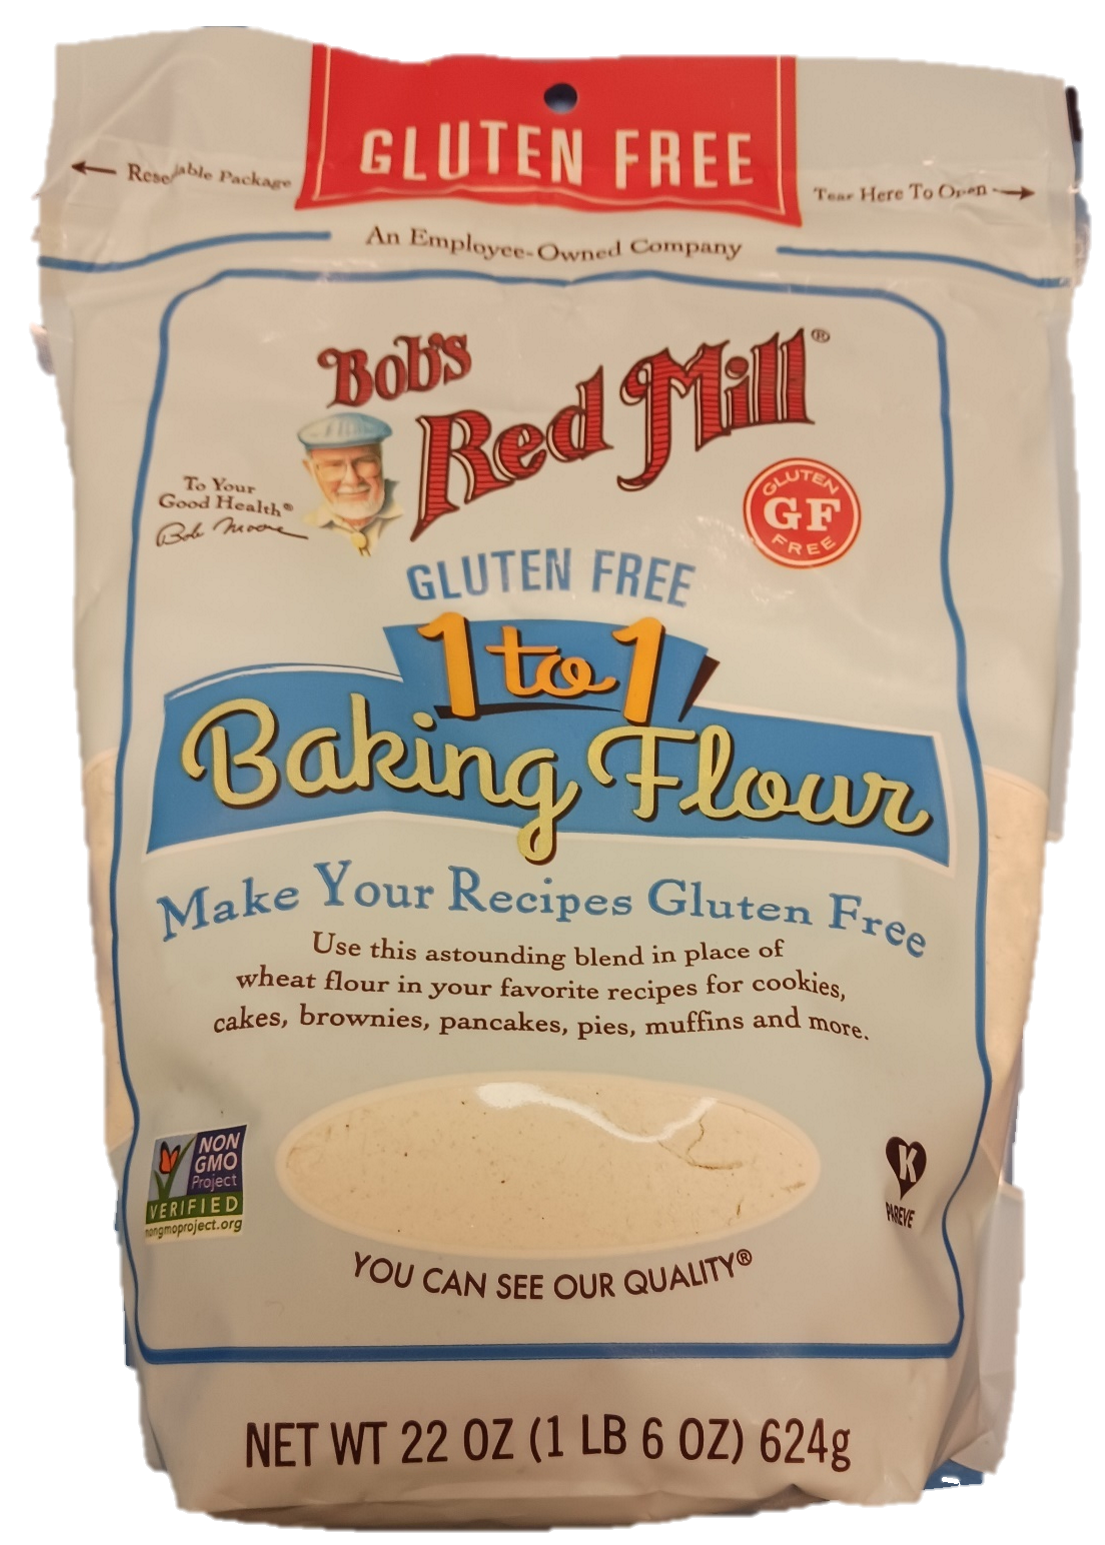 GLUTEN FREE
Resealable Package
Tear Here To Open
An Employee-Owned Company
Bob's
Red Mill®
To Your
Good Health®
Bob Moore
GLUTEN
GF
FREE
GLUTEN FREE
1 to 1
Baking Flour
Make Your Recipes Gluten Free
Use this astounding blend in place of
wheat flour in your favorite recipes for cookies,
cakes, brownies, pancakes, pies, muffins and more.
NON
GMO
Project
VERIFIED
nongmoproject.org
K
PAREVE
YOU CAN SEE OUR QUALITY®
NET WT 22 OZ (1 LB 6 OZ) 624g